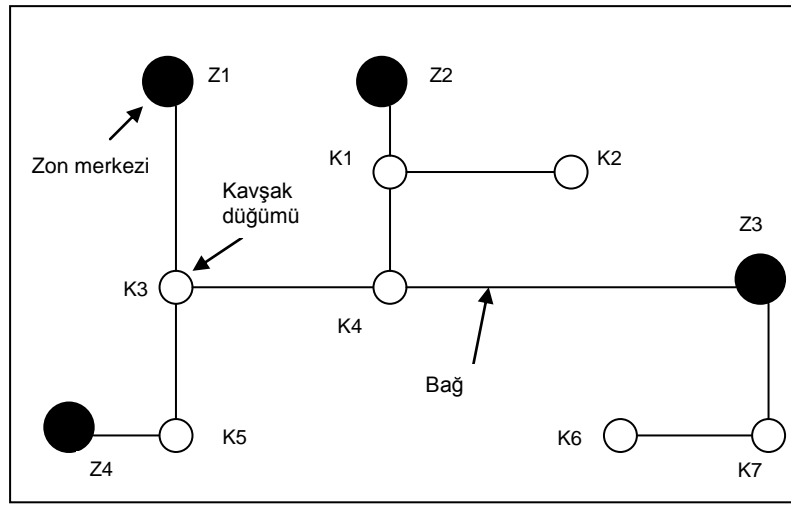 Z1
Z2
Zon merkezi
K1
K2
Kavşak
düğümü
Z3
K3
K4
Bağ
Z4
K5
K6
K7